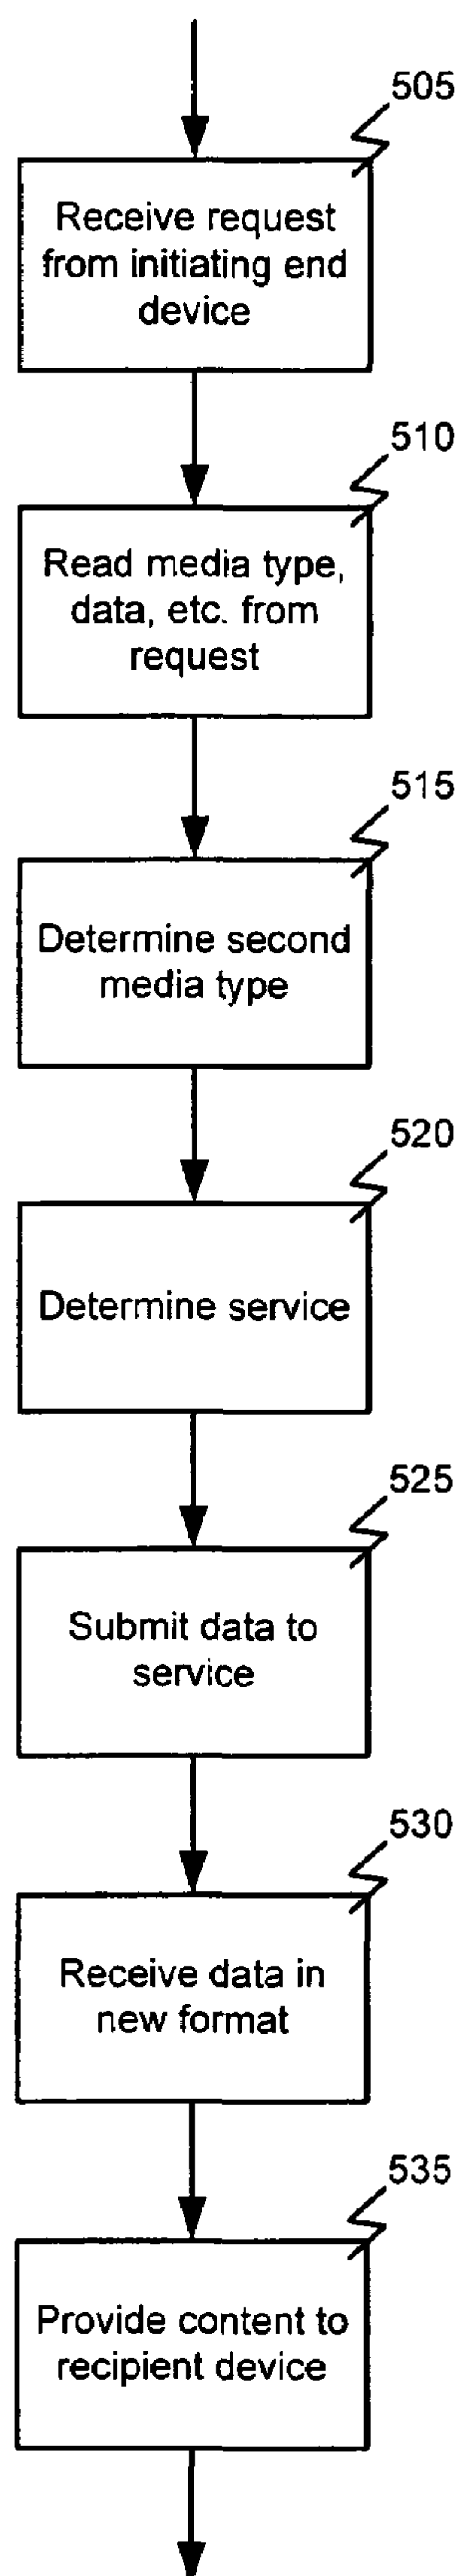 505
Receive request
from initiating end
device
510
Read media type,
data, etc. from
request
515
Determine second
media type
520
Determine service
525
Submit data to
service
530
Receive data in
new format
535
Provide content to
recipient device